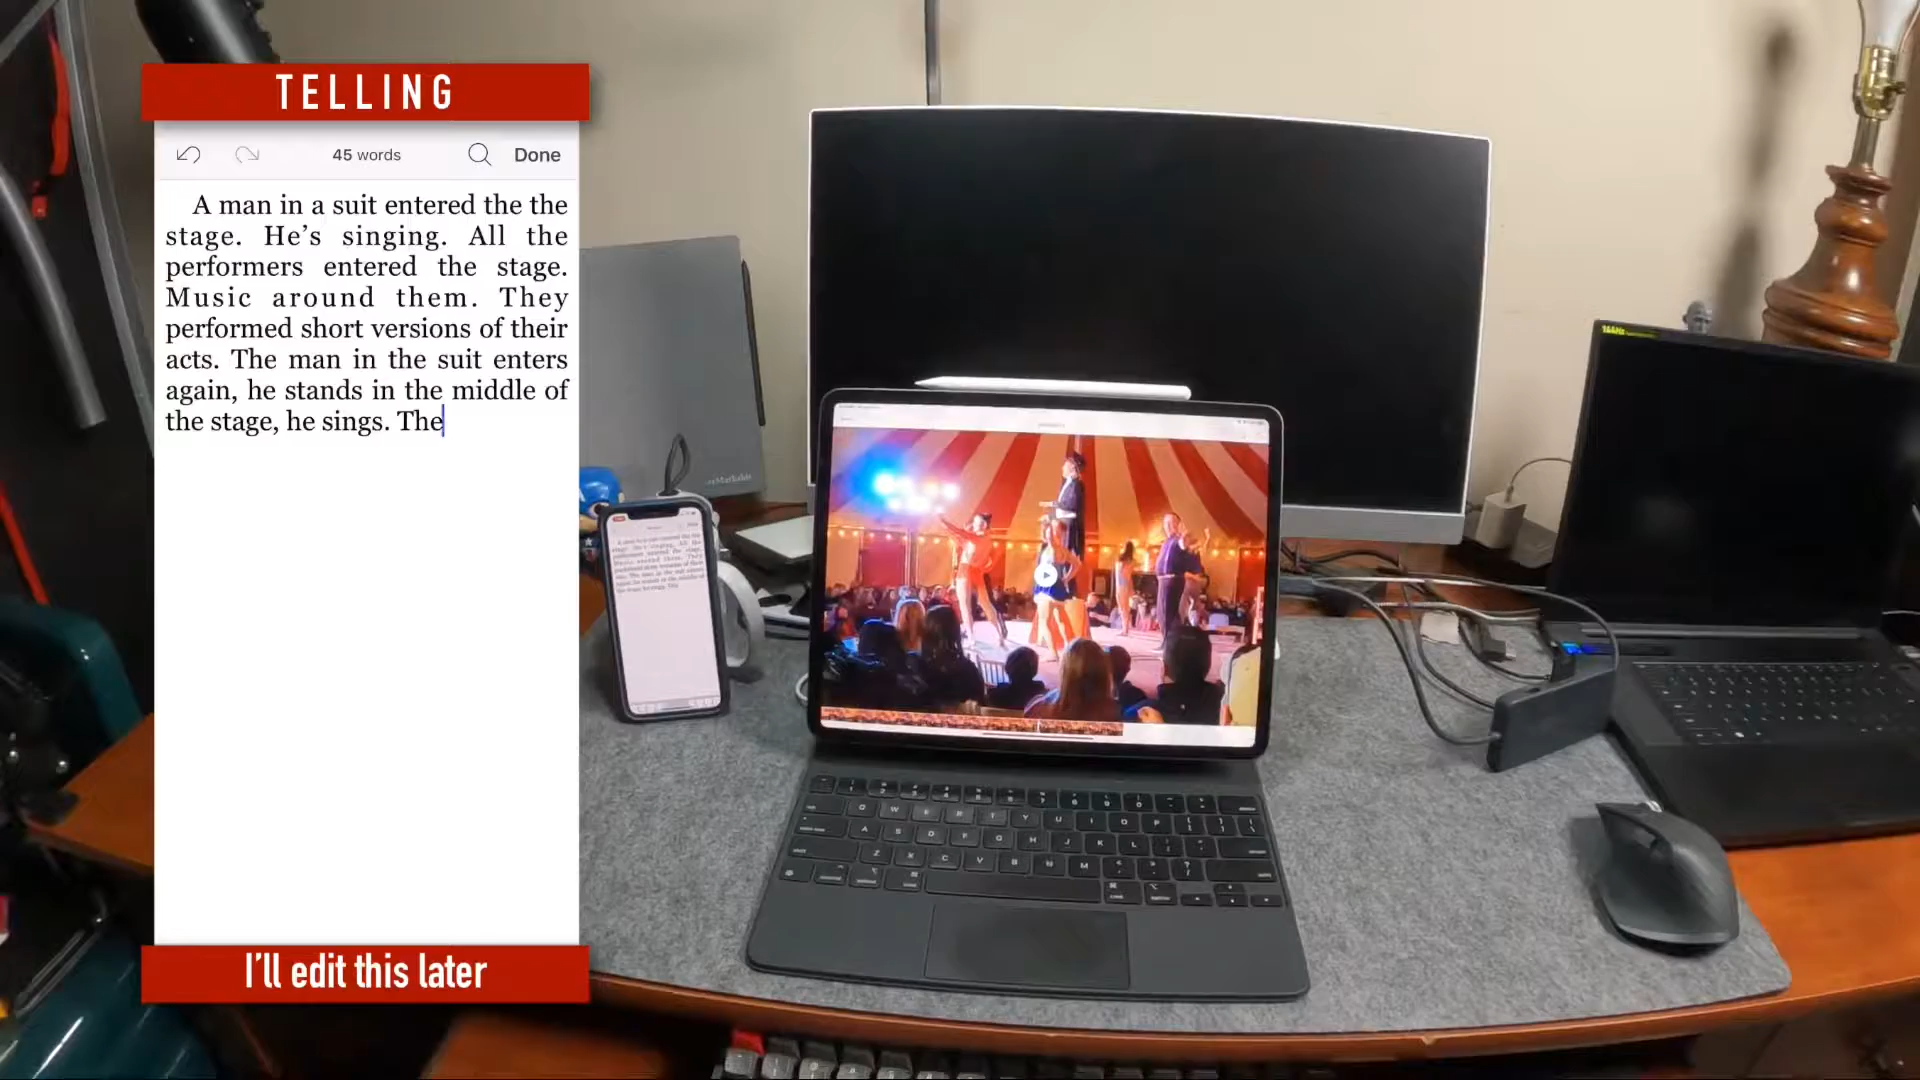 TELLING
45 words
Done
A man in a suit entered the the
stage. He's singing. All the
performers entered the stage.
Music around them. They
performed short versions of their
acts. The man in the suit enters
again, he stands in the middle of
the stage, he sings. The
I'll edit this later